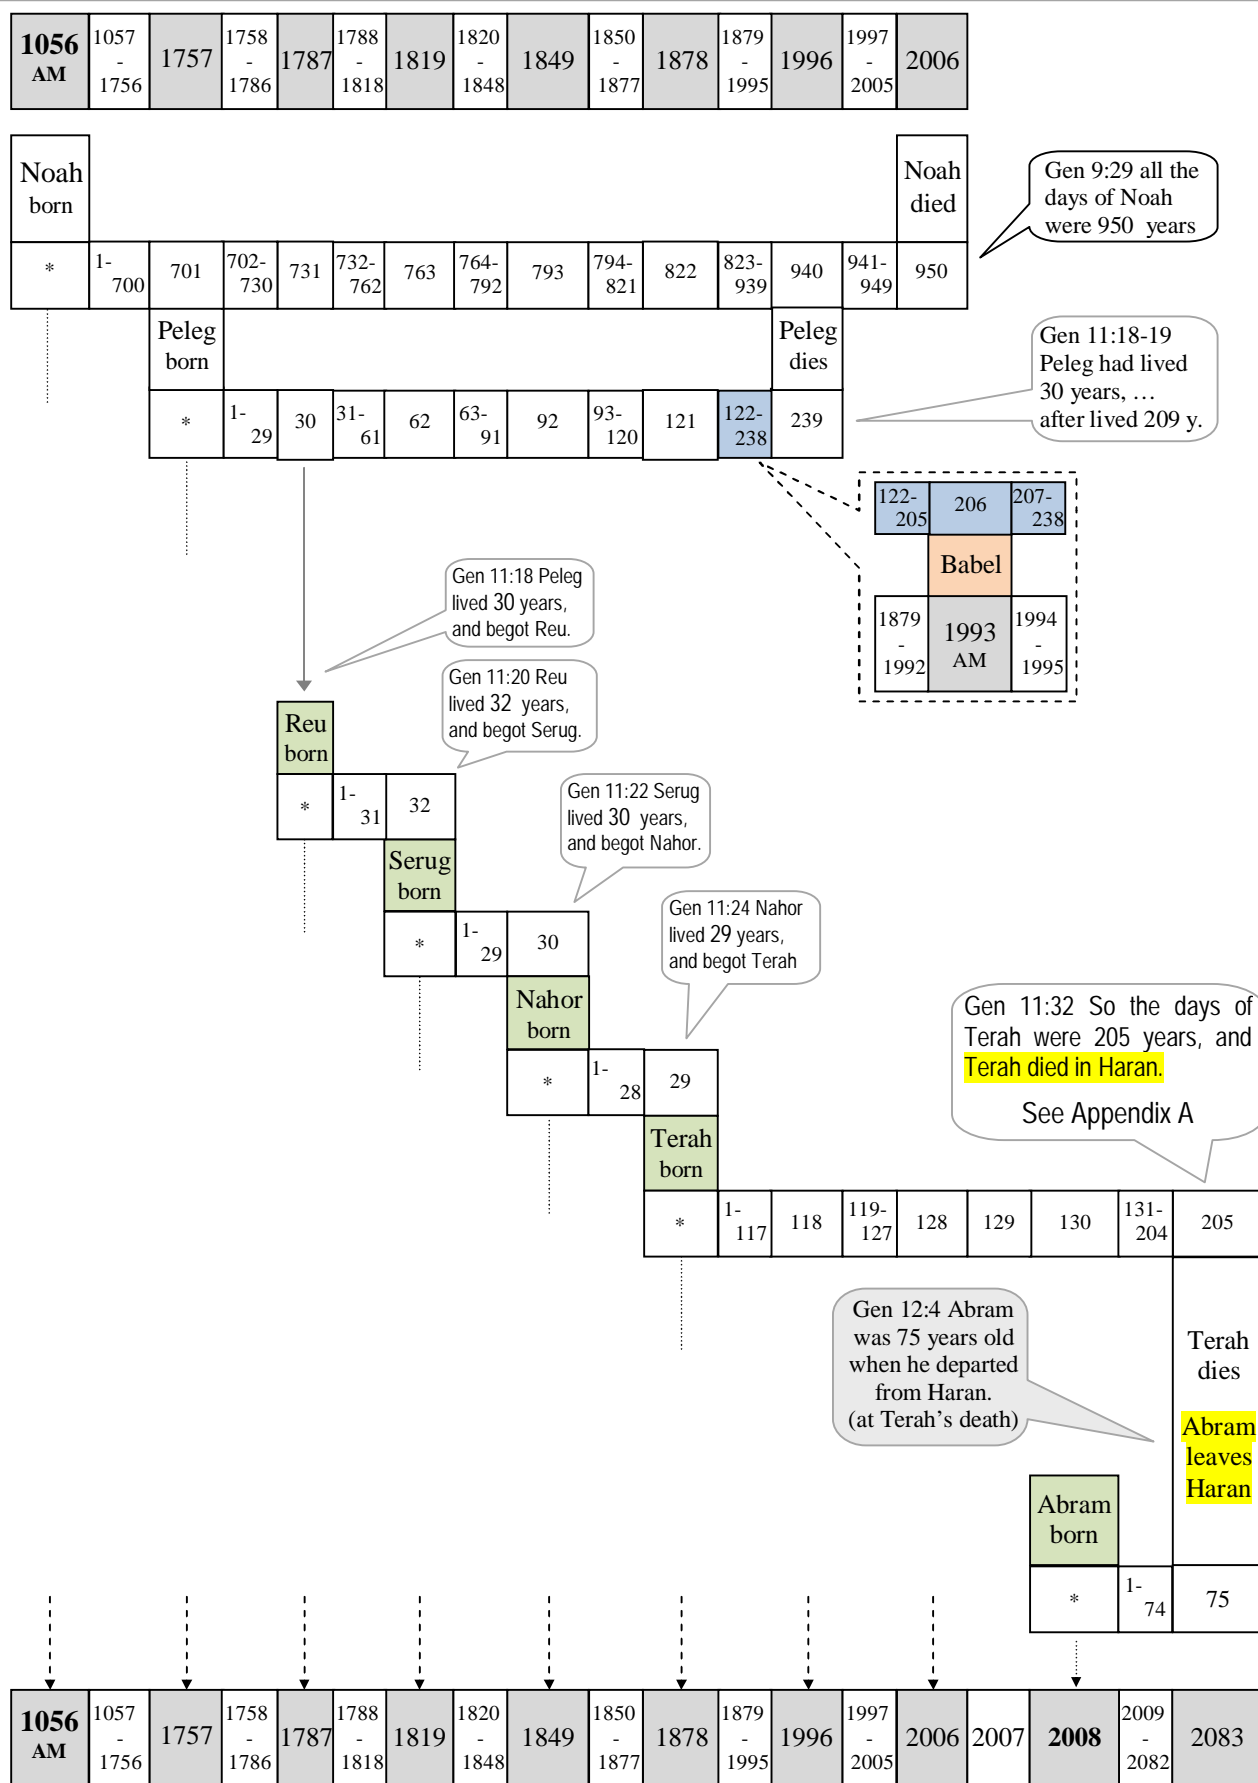 1056 AM
1057 - 1756
1757
1758 - 1786
1787
1788 - 1818
1819
1820 - 1848
1849
1850 - 1877
1878
1879 - 1995
1996
1997 - 2005
2006
Noah
born
Noah
died
Gen 9:29 all the
days of Noah
were 950 years
*
1-700
701
702-730
731
732-762
763
764-792
793
794-821
822
823-939
940
941-949
950
Peleg
born
Peleg
dies
Gen 11:18-19
Peleg had lived
30 years, …
after lived 209 y.
*
1-29
30
31-61
62
63-91
92
93-120
121
122-238
239
122-205
206
207-238
Babel
1879 - 1992
1993 AM
1994 - 1995
Gen 11:18 Peleg
lived 30 years,
and begot Reu.
Gen 11:20 Reu
lived 32 years,
and begot Serug.
Reu
born
*
1-31
32
Gen 11:22 Serug
lived 30 years,
and begot Nahor.
Serug
born
*
1-29
30
Gen 11:24 Nahor
lived 29 years,
and begot Terah
Nahor
born
*
1-28
29
Gen 11:32 So the days of
Terah were 205 years, and
Terah died in Haran.
See Appendix A
Terah
born
*
1-117
118
119-127
128
129
130
131-204
205
Gen 12:4 Abram
was 75 years old
when he departed
from Haran.
(at Terah's death)
Terah
dies
Abram
leaves
Haran
Abram
born
*
1-74
75
1056 AM
1057 - 1756
1757
1758 - 1786
1787
1788 - 1818
1819
1820 - 1848
1849
1850 - 1877
1878
1879 - 1995
1996
1997 - 2005
2006
2007
2008
2009 - 2082
2083